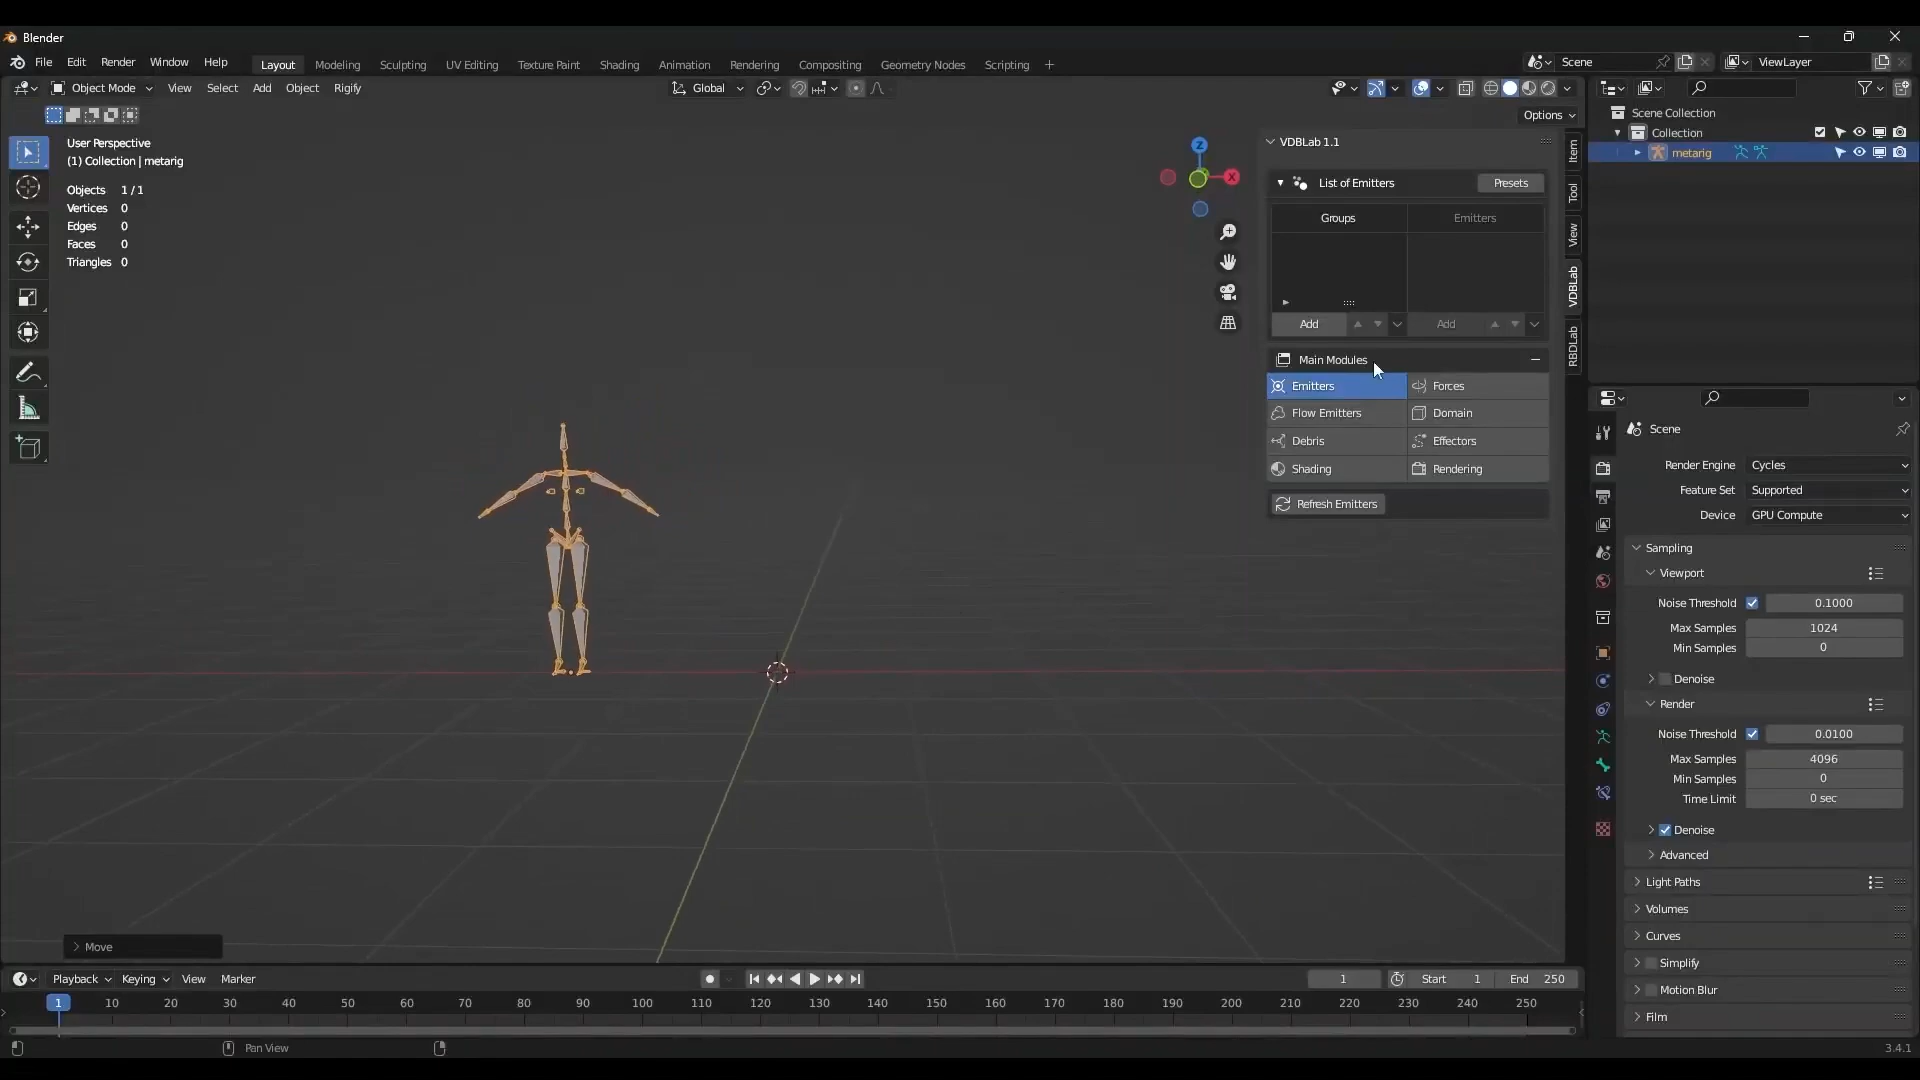 Blender
File Edit Render Window Help
Layout Modeling Sculpting UV Editing Texture Paint Shading Animation Rendering Compositing Geometry Nodes Scripting +
Scene
ViewLayer
Object Mode View Select Add Object Rigify
Global
Options
User Perspective
(1) Collection | metarig
Objects 1/1
Vertices 0
Edges 0
Faces 0
Triangles 0
Z
X
VDBLab 1.1
List of Emitters
Presets
Groups
Emitters
Add
Add
Main Modules
Emitters
Forces
Flow Emitters
Domain
Debris
Effectors
Shading
Rendering
Refresh Emitters
Item
Tool
View
VDBLab
RBDLab
Scene Collection
Collection
metarig
Scene
Render Engine Cycles
Feature Set Supported
Device GPU Compute
Sampling
Viewport
Noise Threshold 0.1000
Max Samples 1024
Min Samples 0
Denoise
Render
Noise Threshold 0.0100
Max Samples 4096
Min Samples 0
Time Limit 0 sec
Denoise
Advanced
Light Paths
Volumes
Curves
Simplify
Motion Blur
Film
Move
Playback Keying View Marker
1
Start 1
End 250
1 10 20 30 40 50 60 70 80 90 100 110 120 130 140 150 160 170 180 190 200 210 220 230 240 250
Pan View
3.4.1